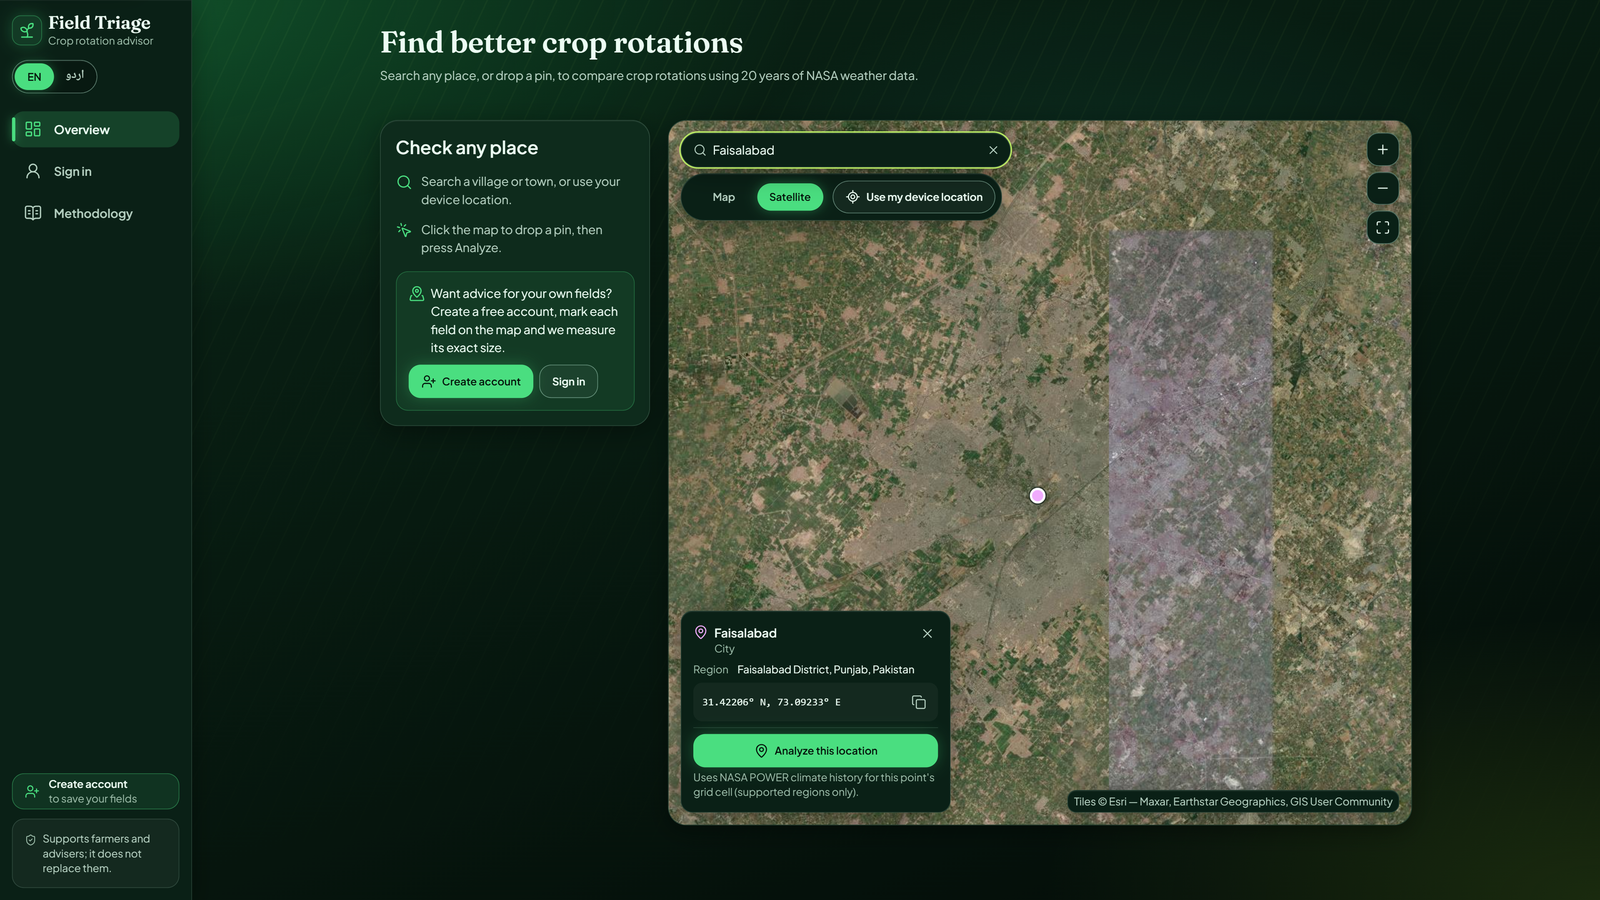 Field Triage
Crop rotation advisor
EN
اردو
Overview
Sign in
Methodology
Create account
to save your fields
Supports farmers and
advisers; it does not
replace them.
Find better crop rotations
Search any place, or drop a pin, to compare crop rotations using 20 years of NASA weather data.
Check any place
Search a village or town, or use your
device location.
Click the map to drop a pin, then
press Analyze.
Want advice for your own fields?
Create a free account, mark each
field on the map and we measure
its exact size.
Create account
Sign in
Faisalabad
Map
Satellite
Use my device location
Faisalabad
City
Region Faisalabad District, Punjab, Pakistan
31.42206° N, 73.09233° E
Analyze this location
Uses NASA POWER climate history for this point's
grid cell (supported regions only).
Tiles © Esri — Maxar, Earthstar Geographics, GIS User Community